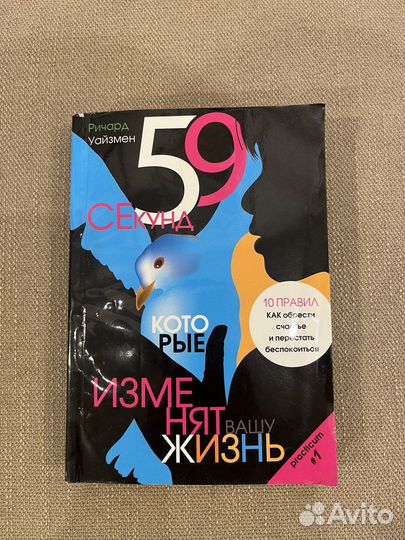 Ричард
Уайзмен
59
СЕКУНД
КОТО
РЫЕ
10 ПРАВИЛ
КАК обрести
счастье
и перестать
беспокоиться
ИЗМЕ
НЯТ ВАШУ
ЖИЗНЬ
practicum
#1
Avito